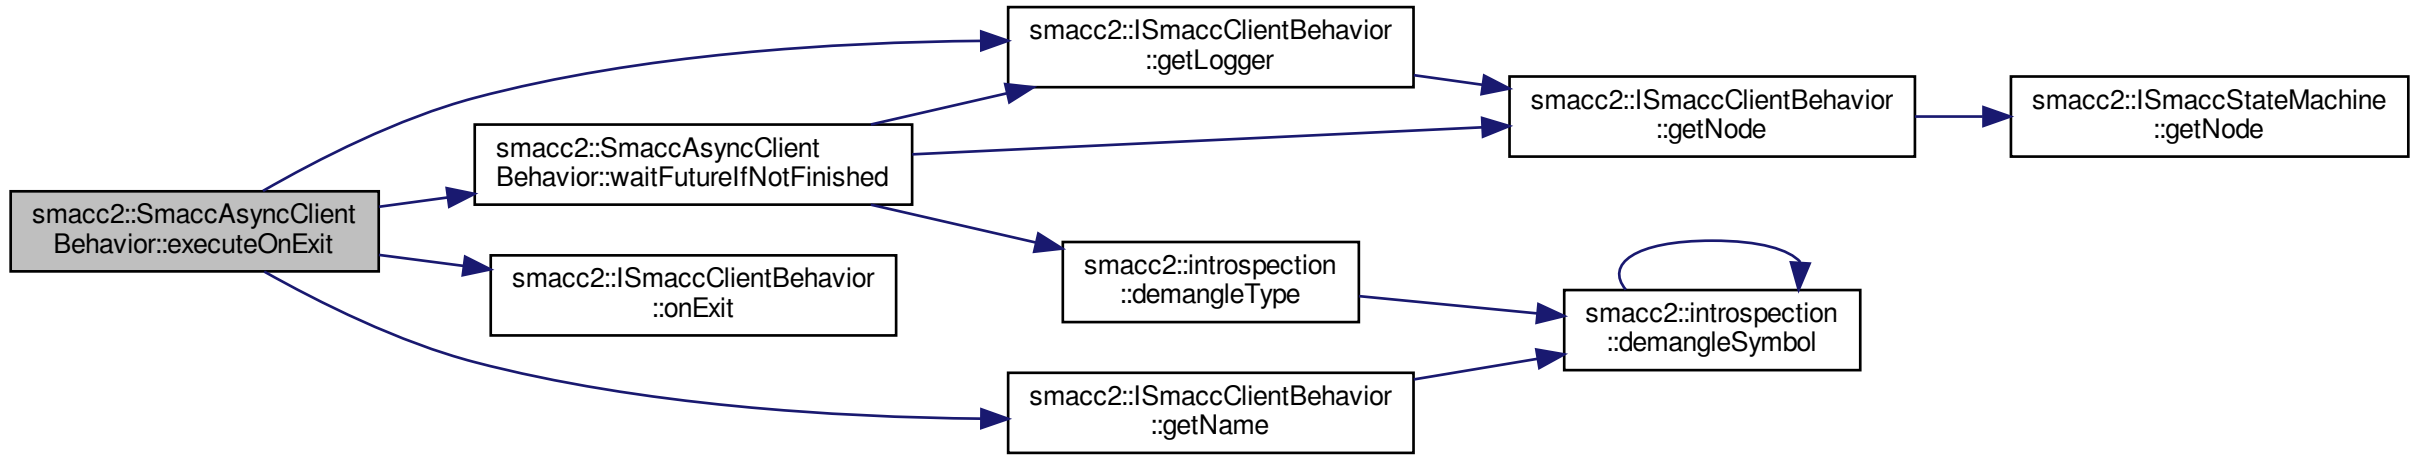 smacc2::SmaccAsyncClient
Behavior::executeOnExit
smacc2::SmaccAsyncClient
Behavior::waitFutureIfNotFinished
smacc2::ISmaccClientBehavior
::onExit
smacc2::ISmaccClientBehavior
::getLogger
smacc2::introspection
::demangleType
smacc2::ISmaccClientBehavior
::getName
smacc2::ISmaccClientBehavior
::getNode
smacc2::introspection
::demangleSymbol
smacc2::ISmaccStateMachine
::getNode